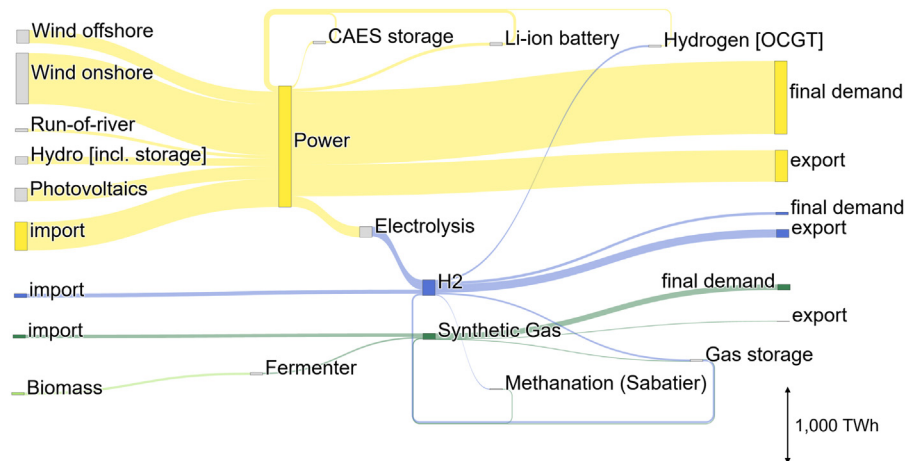 Wind offshore
CAES storage
Li-ion battery
Hydrogen [OCGT]
Wind onshore
final demand
Run-of-river
Power
Hydro [incl. storage]
export
Photovoltaics
final demand
import
Electrolysis
export
H2
final demand
import
import
Synthetic Gas
export
Gas storage
Fermenter
Biomass
Methanation (Sabatier)
1,000 TWh